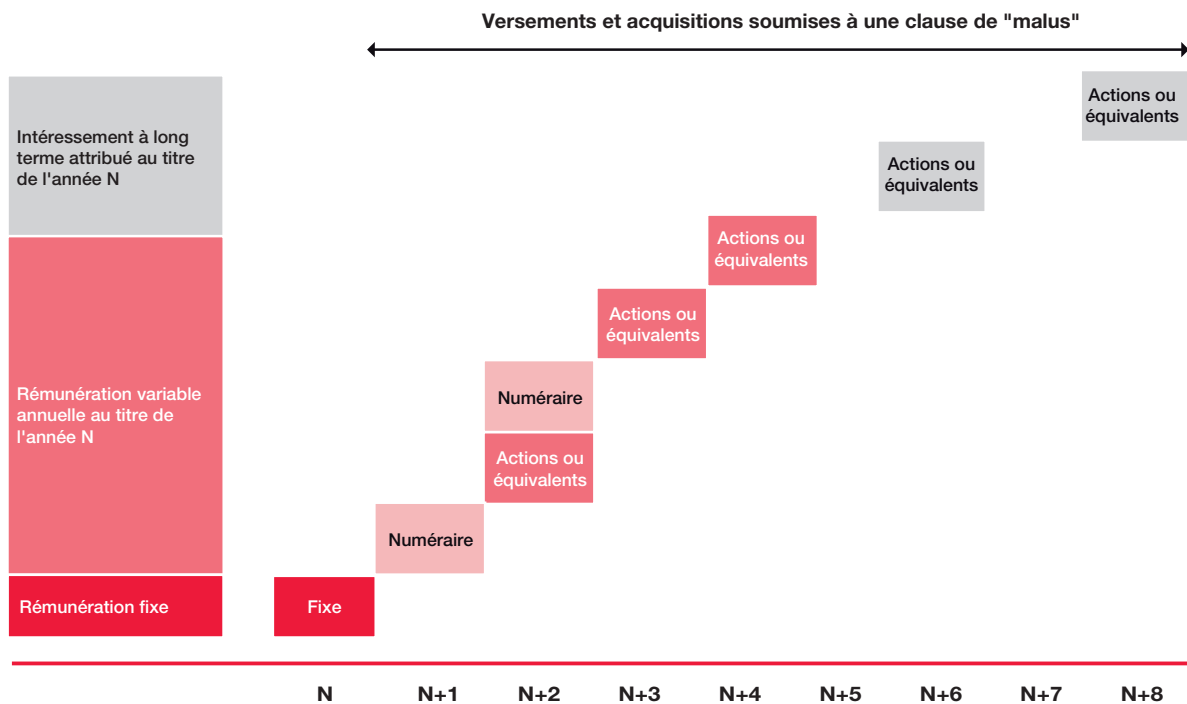 Versements et acquisitions soumises à une clause de "malus"
Intéressement à long
terme attribué au titre
de l'année N
Actions ou
équivalents
Actions ou
équivalents
Rémunération variable
annuelle au titre de
l'année N
Actions ou
équivalents
Actions ou
équivalents
Numéraire
Actions ou
équivalents
Numéraire
Rémunération fixe
Fixe
N N+1 N+2 N+3 N+4 N+5 N+6 N+7 N+8